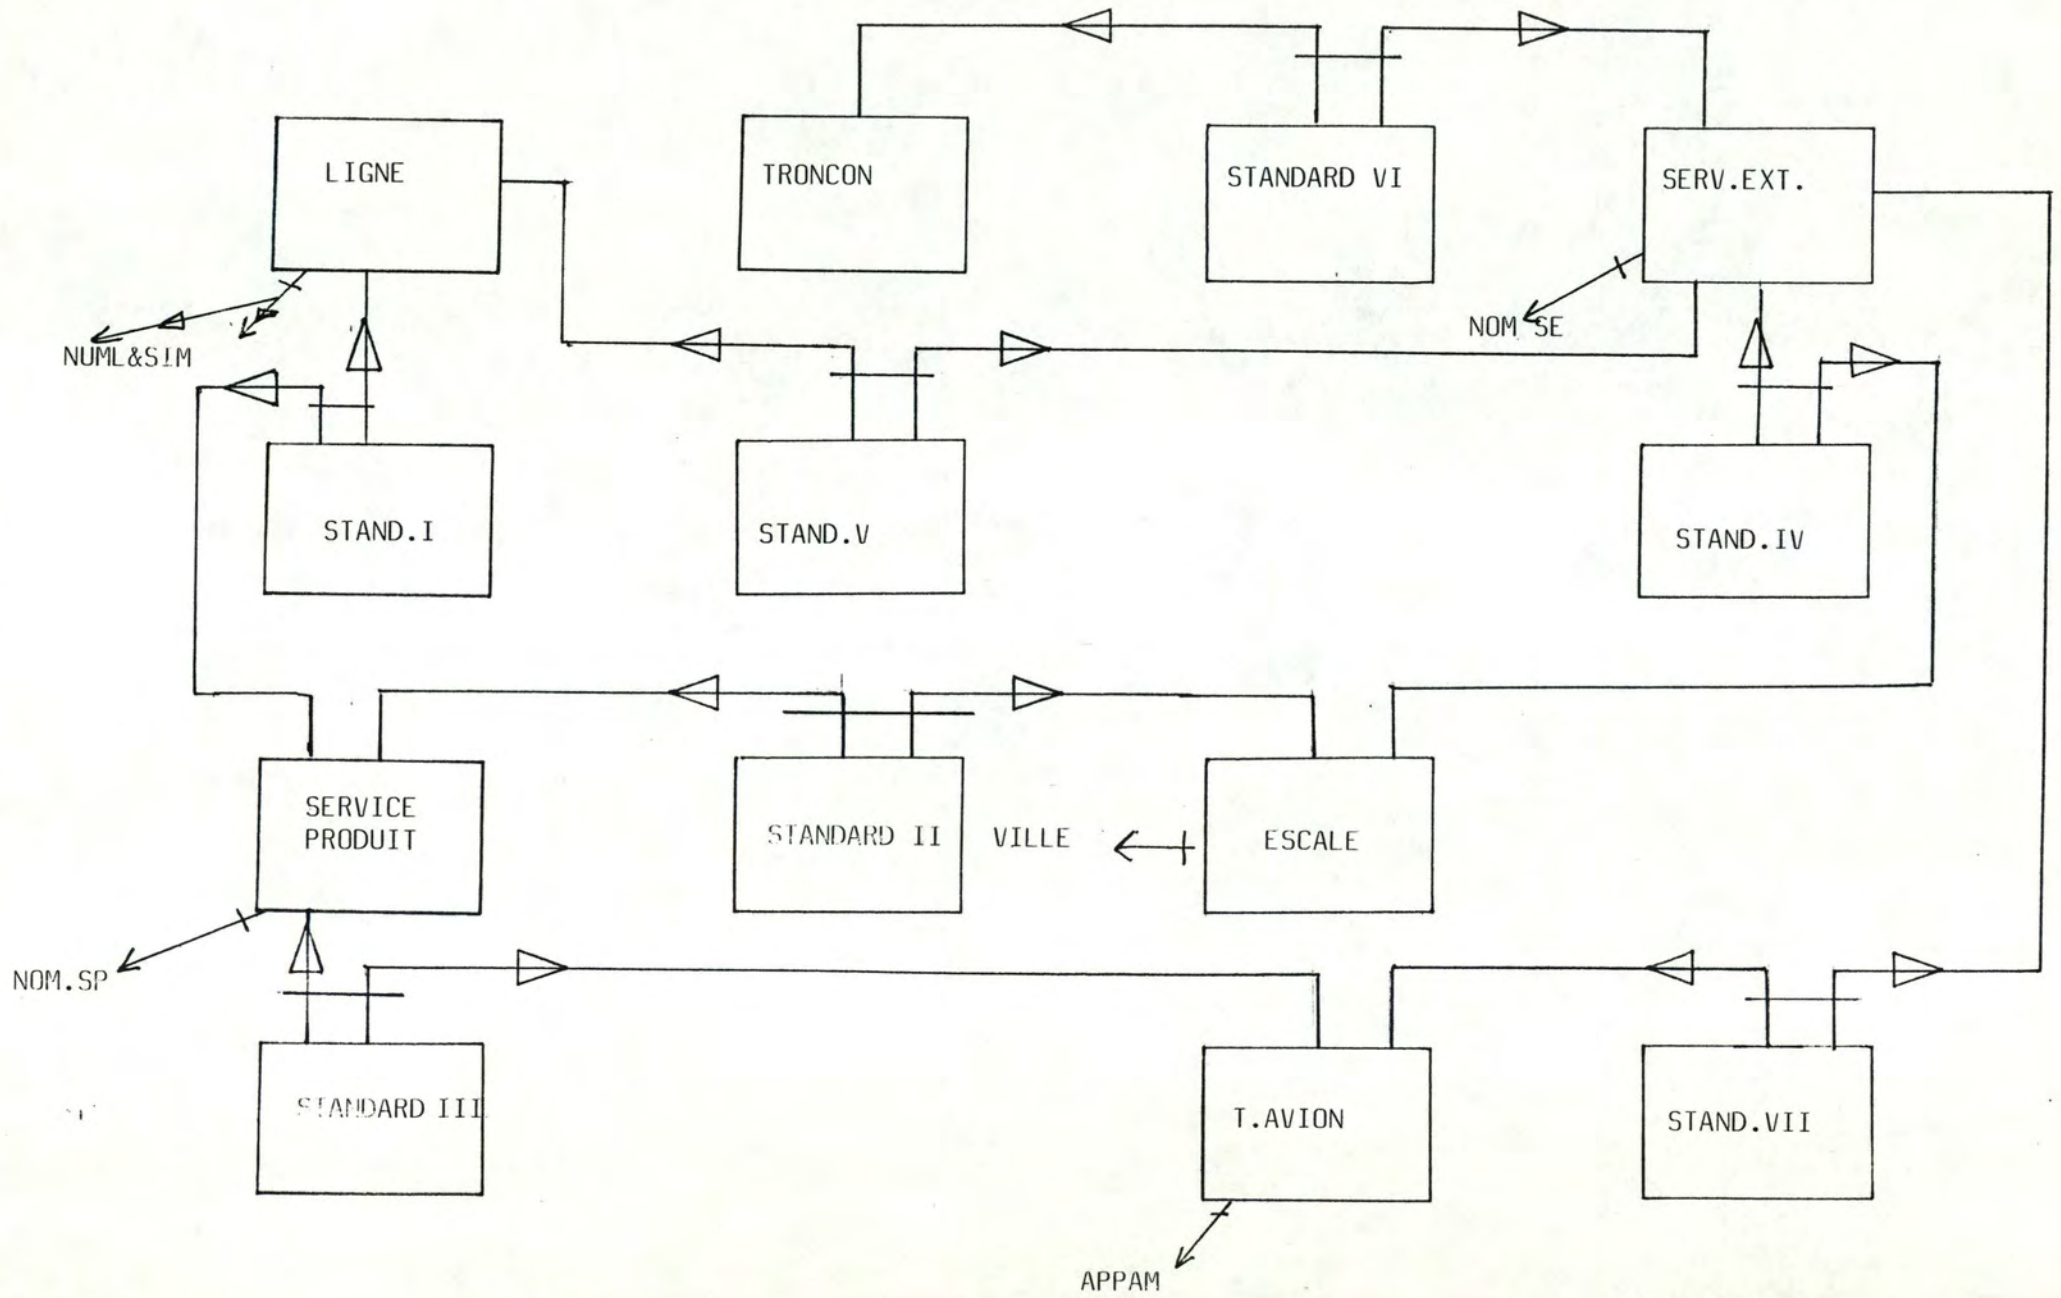 LIGNE
TRONCON
STANDARD VI
SERV.EXT.
NOM SE
NUML&SIM
STAND.I
STAND.V
STAND.IV
SERVICE
PRODUIT
STANDARD II
VILLE
ESCALE
NOM.SP
STANDARD III
T.AVION
STAND.VII
APPAM